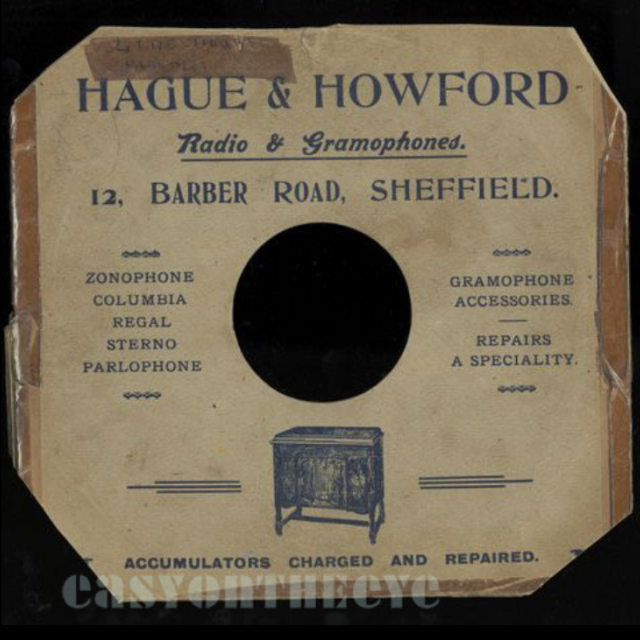 HAGUE & HOWFORD
Radio & Gramophones.
12, BARBER ROAD, SHEFFIELD.
ZONOPHONE
COLUMBIA
REGAL
STERNO
PARLOPHONE
GRAMOPHONE
ACCESSORIES.
REPAIRS
A SPECIALITY.
ACCUMULATORS CHARGED AND REPAIRED.
easyontheeye